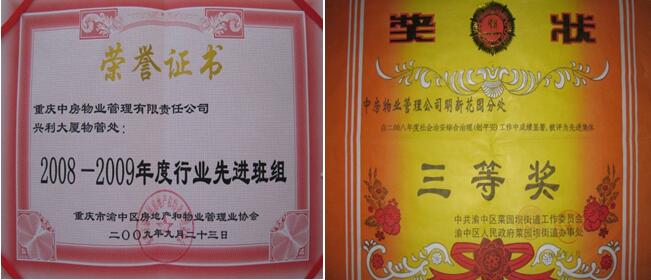 荣誉证书
重庆中房物业管理有限责任公司
兴利大厦物管处：
2008-2009年度行业先进班组
重庆市渝中区房地产和物业管理业协会
二〇〇九年九月二十三日
奖 状
中房物业管理公司明新花园分处
在二〇〇八年度社会治安综合治理(创平安)工作中成绩显著，被评为先进集体
三等奖
中共渝中区菜园坝街道工作委员会
渝中区人民政府菜园坝街道办事处